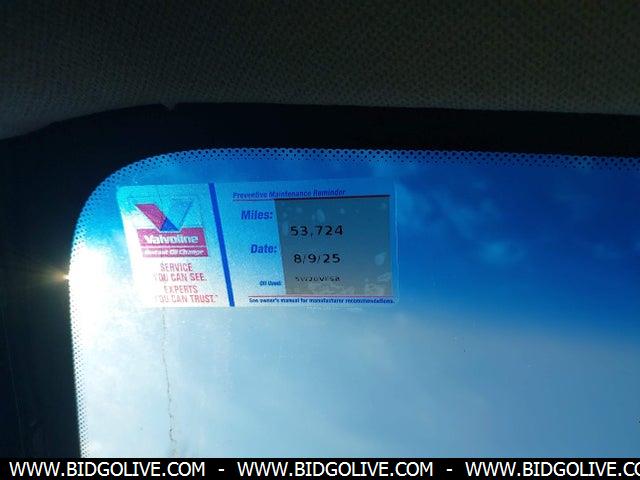 Valvoline
Instant Oil Change
SERVICE
YOU CAN SEE.
EXPERTS
YOU CAN TRUST.™
Preventive Maintenance Reminder
Miles:
53,724
Date:
8/9/25
Oil Used:
See owner's manual for manufacturer recommendations.
WWW.BIDGOLIVE.COM - WWW.BIDGOLIVE.COM - WWW.BIDGOLIVE.CO